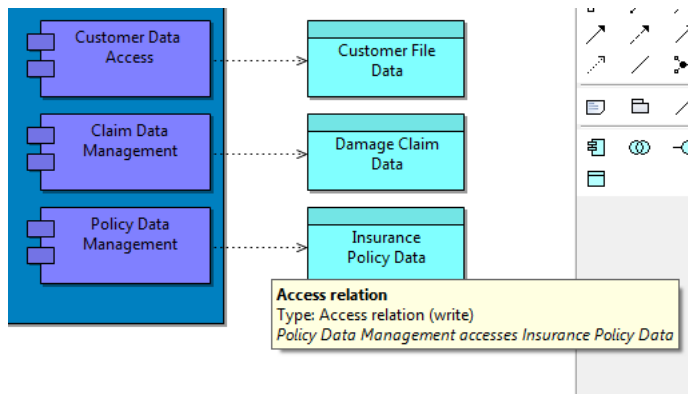 Customer Data
Access
Customer File
Data
Claim Data
Management
Damage Claim
Data
Policy Data
Management
Insurance
Policy Data
Access relation
Type: Access relation (write)
Policy Data Management accesses Insurance Policy Data